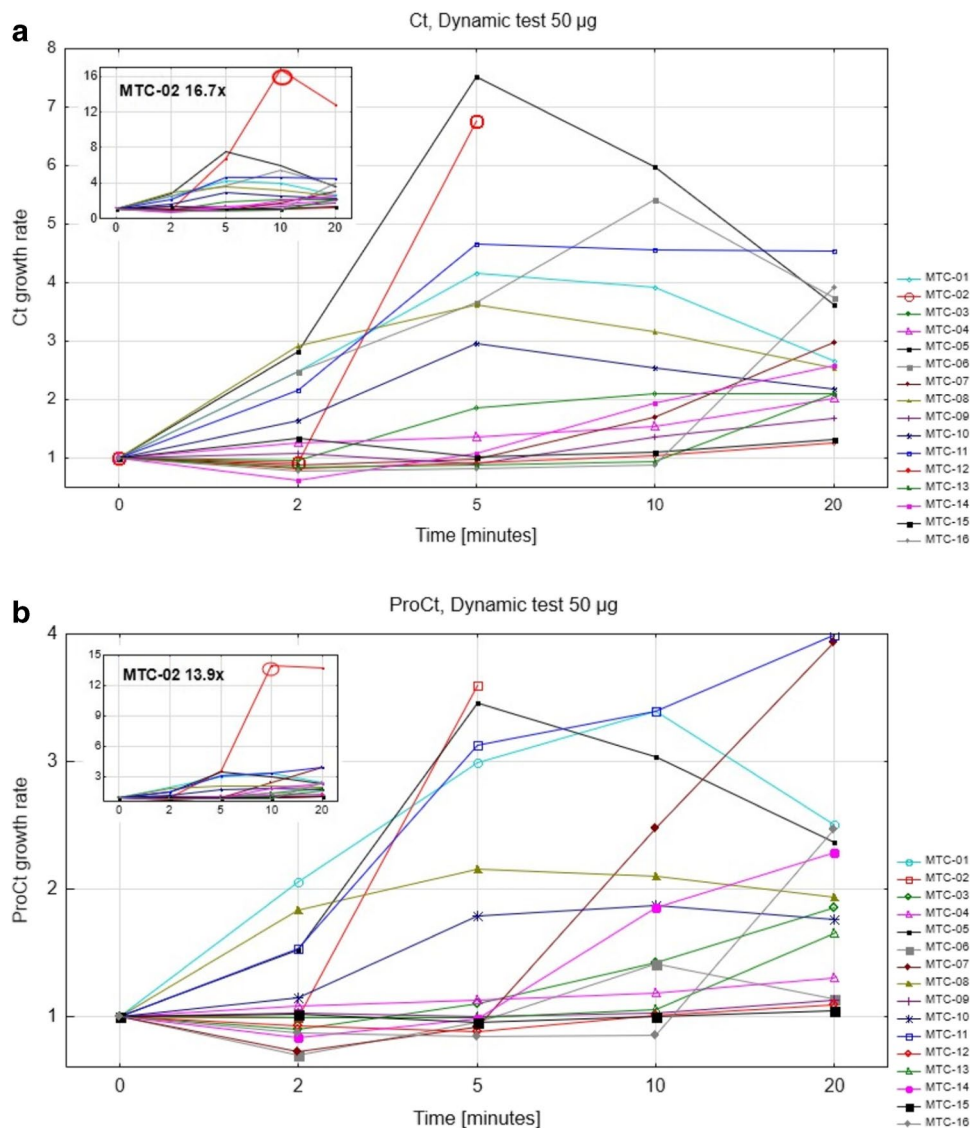 a
Ct, Dynamic test 50 µg
8
7
6
5
4
3
2
1
Ct growth rate
16
12
8
4
0
MTC-02 16.7x
0 2 5 10 20
0 2 5 10 20
Time [minutes]
MTC-01
MTC-02
MTC-03
MTC-04
MTC-05
MTC-06
MTC-07
MTC-08
MTC-09
MTC-10
MTC-11
MTC-12
MTC-13
MTC-14
MTC-15
MTC-16
b
ProCt, Dynamic test 50 µg
4
3
2
1
ProCt growth rate
15
12
9
6
3
MTC-02 13.9x
0 2 5 10 20
0 2 5 10 20
Time [minutes]
MTC-01
MTC-02
MTC-03
MTC-04
MTC-05
MTC-06
MTC-07
MTC-08
MTC-09
MTC-10
MTC-11
MTC-12
MTC-13
MTC-14
MTC-15
MTC-16